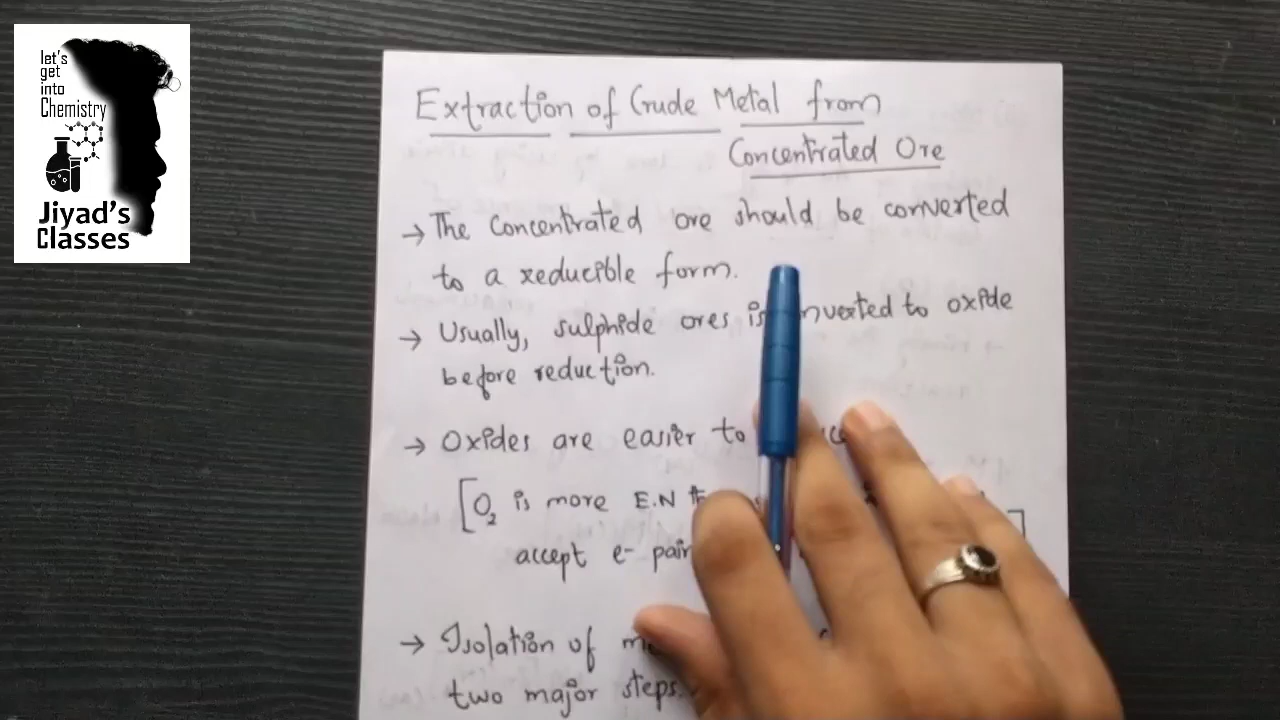 let's
get
into
Chemistry
Jiyad's
Classes
Extraction of Crude Metal from
Concentrated Ore
→ The Concentrated ore should be converted
to a reducible form.
→ Usually, sulphide ores is to oxide
before reduction.
→ Oxides are easier to
[O₂ is more E.N
accept e- pair
→ Isolation of
two major steps.